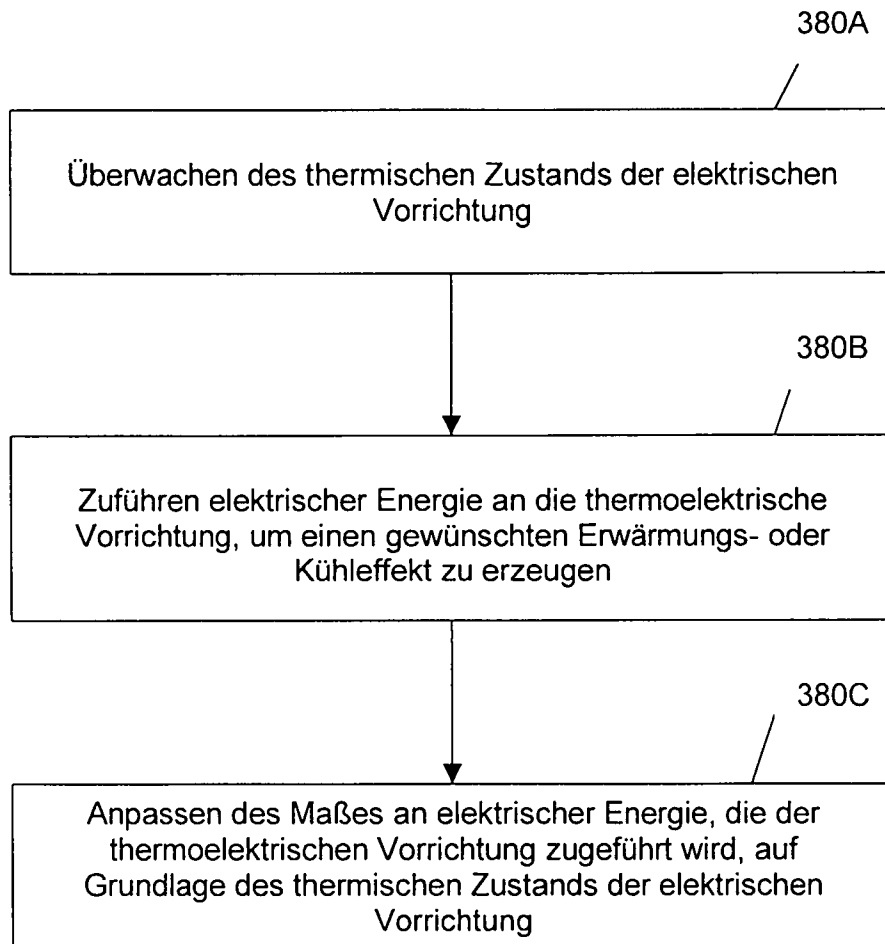 380A
Überwachen des thermischen Zustands der elektrischen
Vorrichtung
380B
Zuführen elektrischer Energie an die thermoelektrische
Vorrichtung, um einen gewünschten Erwärmungs- oder
Kühleffekt zu erzeugen
380C
Anpassen des Maßes an elektrischer Energie, die der
thermoelektrischen Vorrichtung zugeführt wird, auf
Grundlage des thermischen Zustands der elektrischen
Vorrichtung